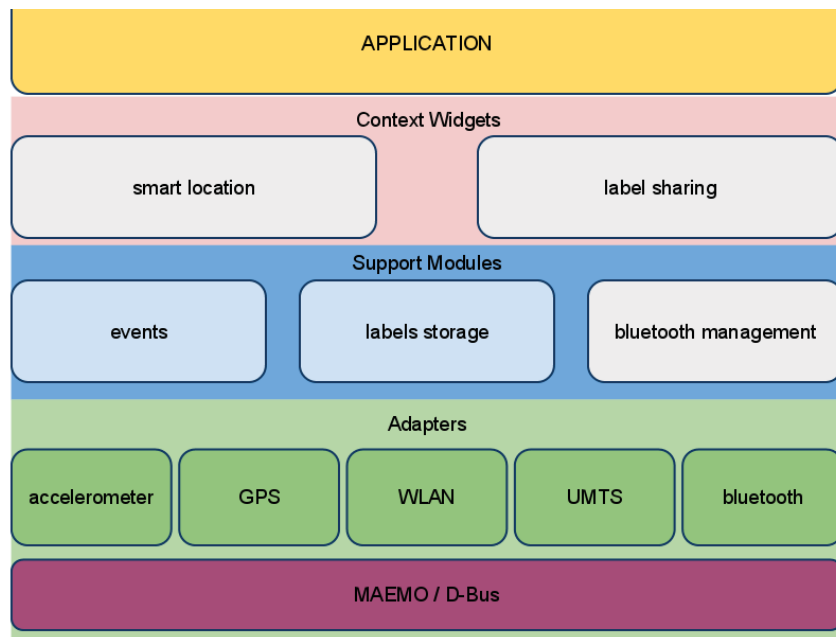 APPLICATION
Context Widgets
smart location
label sharing
Support Modules
events
labels storage
bluetooth management
Adapters
accelerometer
GPS
WLAN
UMTS
bluetooth
MAEMO / D-Bus